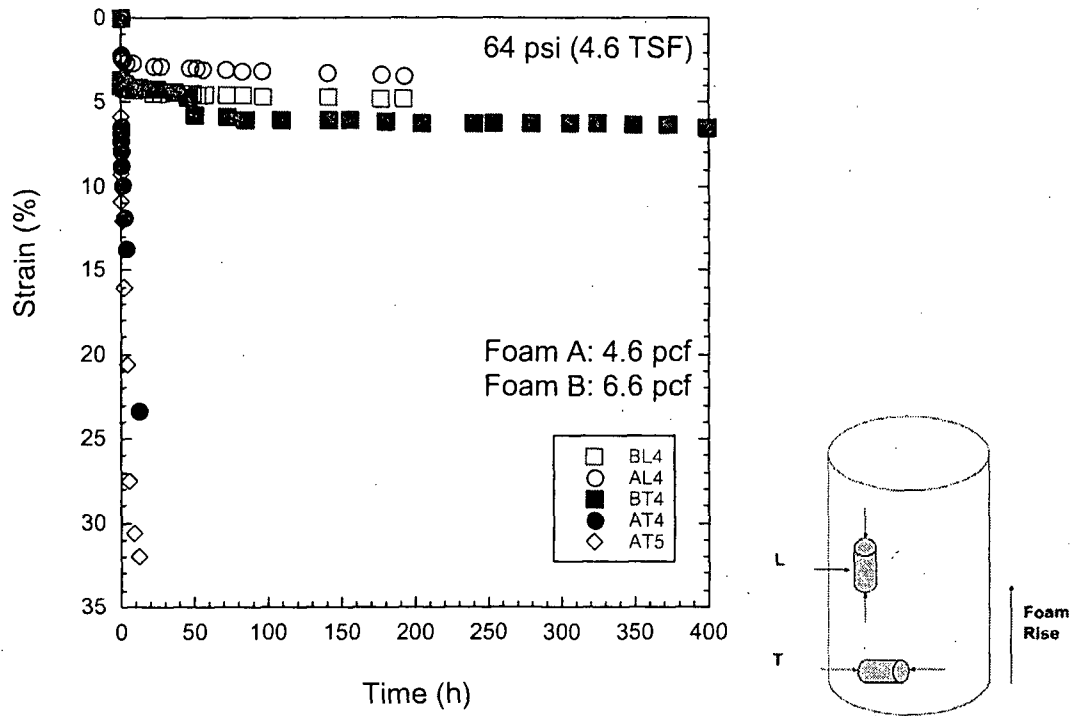 64 psi (4.6 TSF)
0
5
10
15
20
25
30
35
Strain (%)
Foam A: 4.6 pcf
Foam B: 6.6 pcf
BL4
AL4
BT4
AT4
AT5
0 50 100 150 200 250 300 350 400
Time (h)
L
T
Foam
Rise